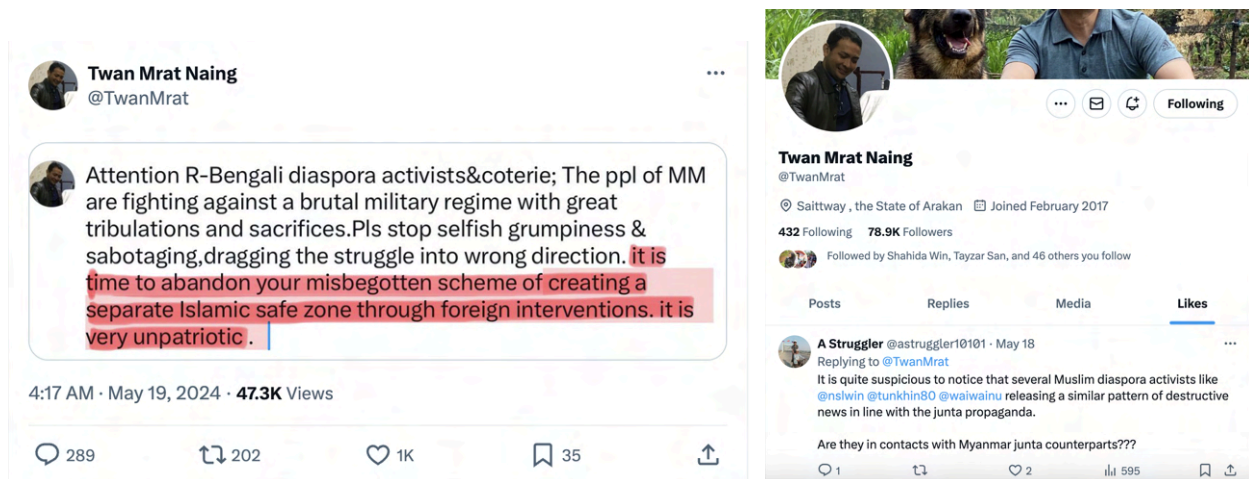 Twan Mrat Naing
@TwanMrat
Attention R-Bengali diaspora activists&coterie; The ppl of MM
are fighting against a brutal military regime with great
tribulations and sacrifices.Pls stop selfish grumpiness &
sabotaging,dragging the struggle into wrong direction. it is
time to abandon your misbegotten scheme of creating a
separate Islamic safe zone through foreign interventions. it is
very unpatriotic .
4:17 AM · May 19, 2024 · 47.3K Views
289 202 1K 35
Following
Twan Mrat Naing
@TwanMrat
Saittway , the State of Arakan Joined February 2017
432 Following 78.9K Followers
Followed by Shahida Win, Tayzar San, and 46 others you follow
Posts Replies Media Likes
A Struggler @astruggler10101 · May 18
Replying to @TwanMrat
It is quite suspicious to notice that several Muslim diaspora activists like
@nslwin @tunkhin80 @waiwainu releasing a similar pattern of destructive
news in line with the junta propaganda.
Are they in contacts with Myanmar junta counterparts???
1 2 595